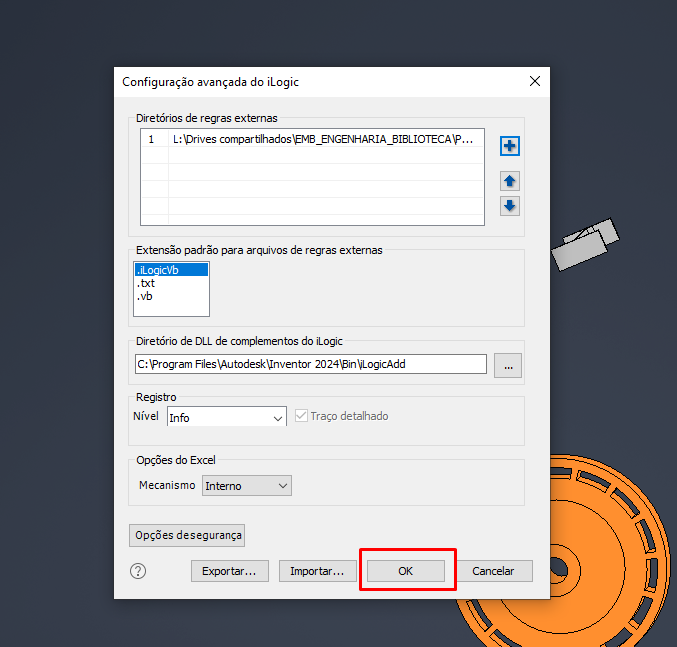 Configuração avançada do iLogic
Diretórios de regras externas
1 L:\Drives compartilhados\EMB_ENGENHARIA_BIBLIOTECA\P...
Extensão padrão para arquivos de regras externas
.iLogicVb
.txt
.vb
Diretório de DLL de complementos do iLogic
C:\Program Files\Autodesk\Inventor 2024\Bin\iLogicAdd
...
Registro
Nível Info Traço detalhado
Opções do Excel
Mecanismo Interno
Opções desegurança
? Exportar... Importar... OK Cancelar